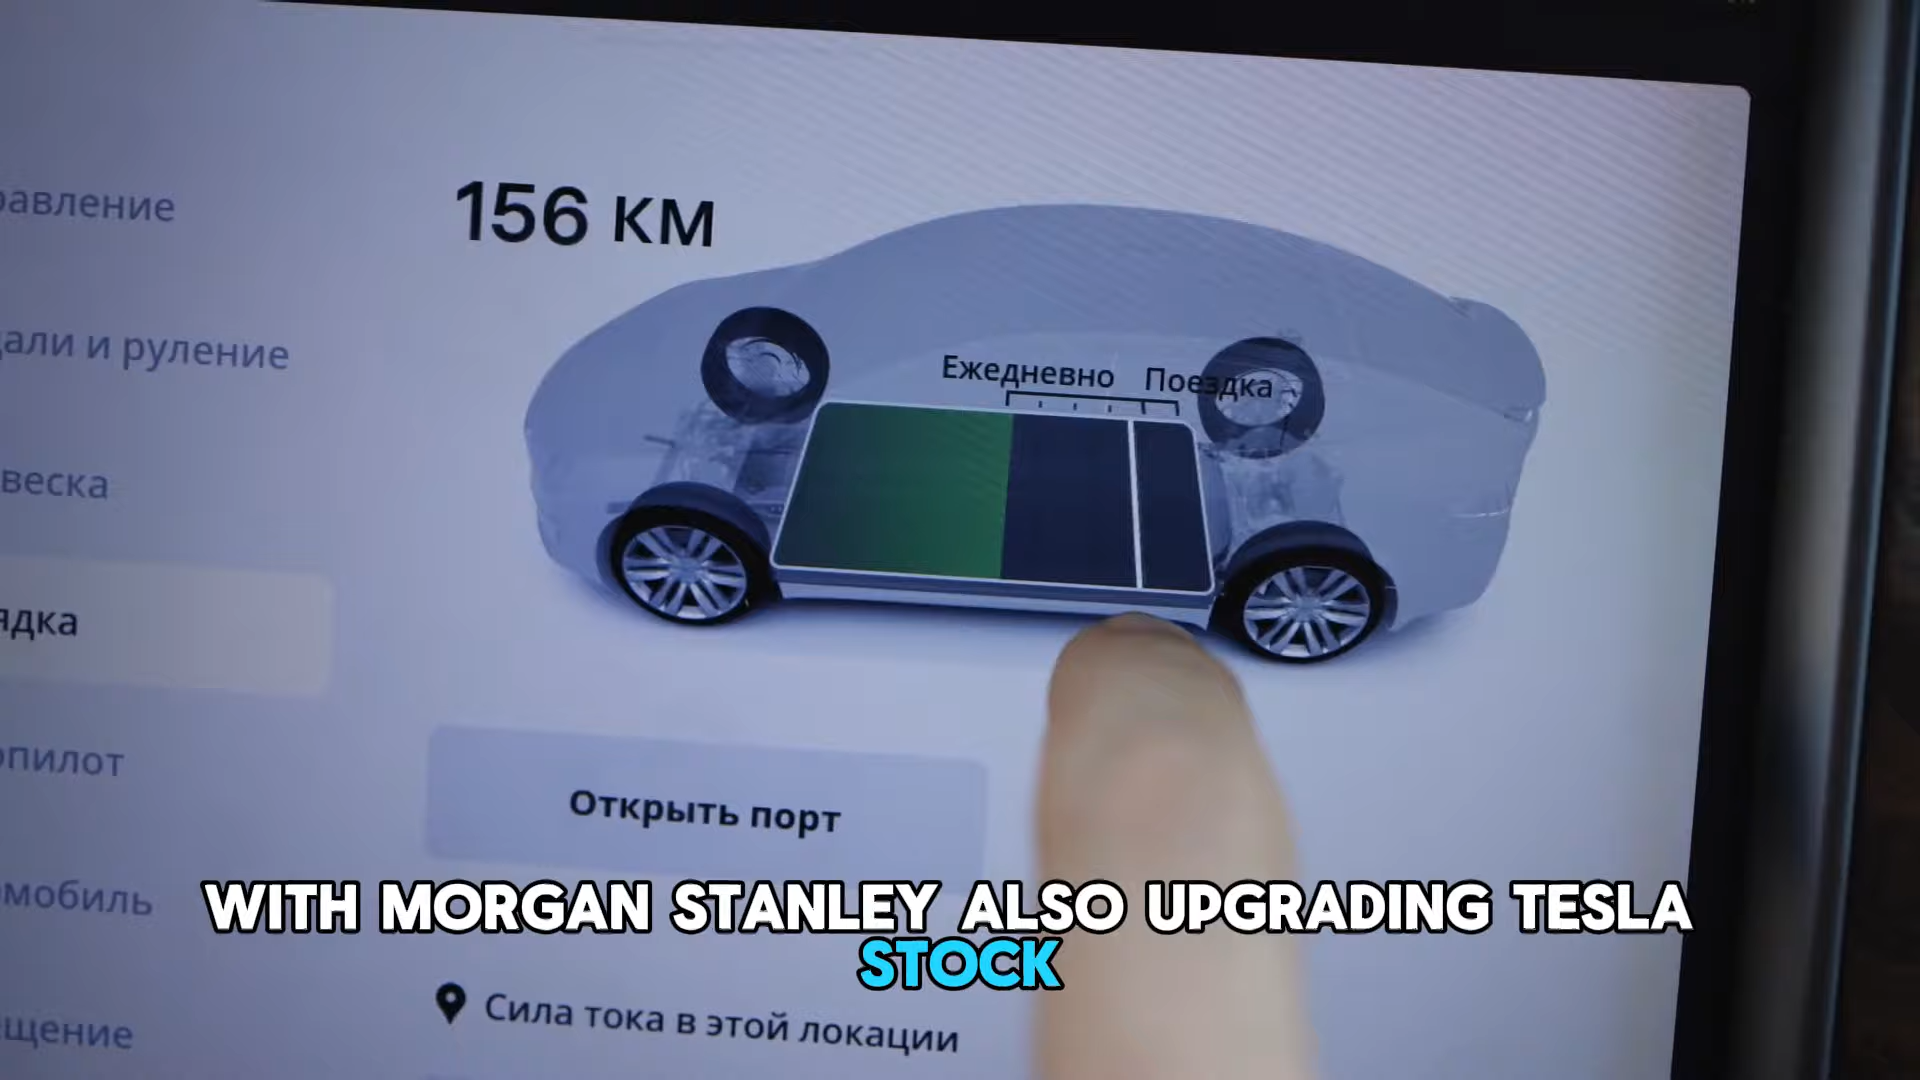 156 км
равление
Ежедневно Поездка
дали и руление
веска
ядка
опилот
Открыть порт
омобиль
WITH MORGAN STANLEY ALSO UPGRADING TESLA
STOCK
Сила тока в этой локации
ещение